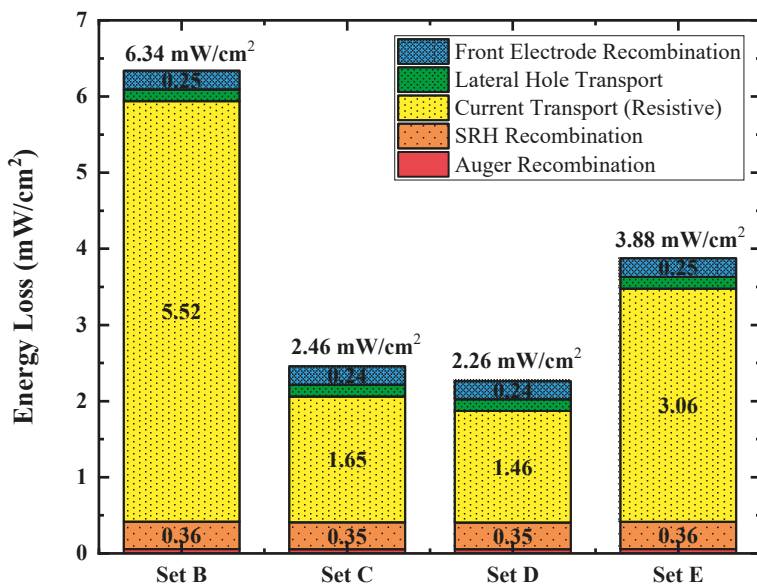 Energy Loss (mW/cm²)
7
6
5
4
3
2
1
0
6.34 mW/cm²
0.25
5.52
0.36
2.46 mW/cm²
0.24
1.65
0.35
2.26 mW/cm²
0.24
1.46
0.35
3.88 mW/cm²
0.25
3.06
0.36
Front Electrode Recombination
Lateral Hole Transport
Current Transport (Resistive)
SRH Recombination
Auger Recombination
Set B
Set C
Set D
Set E